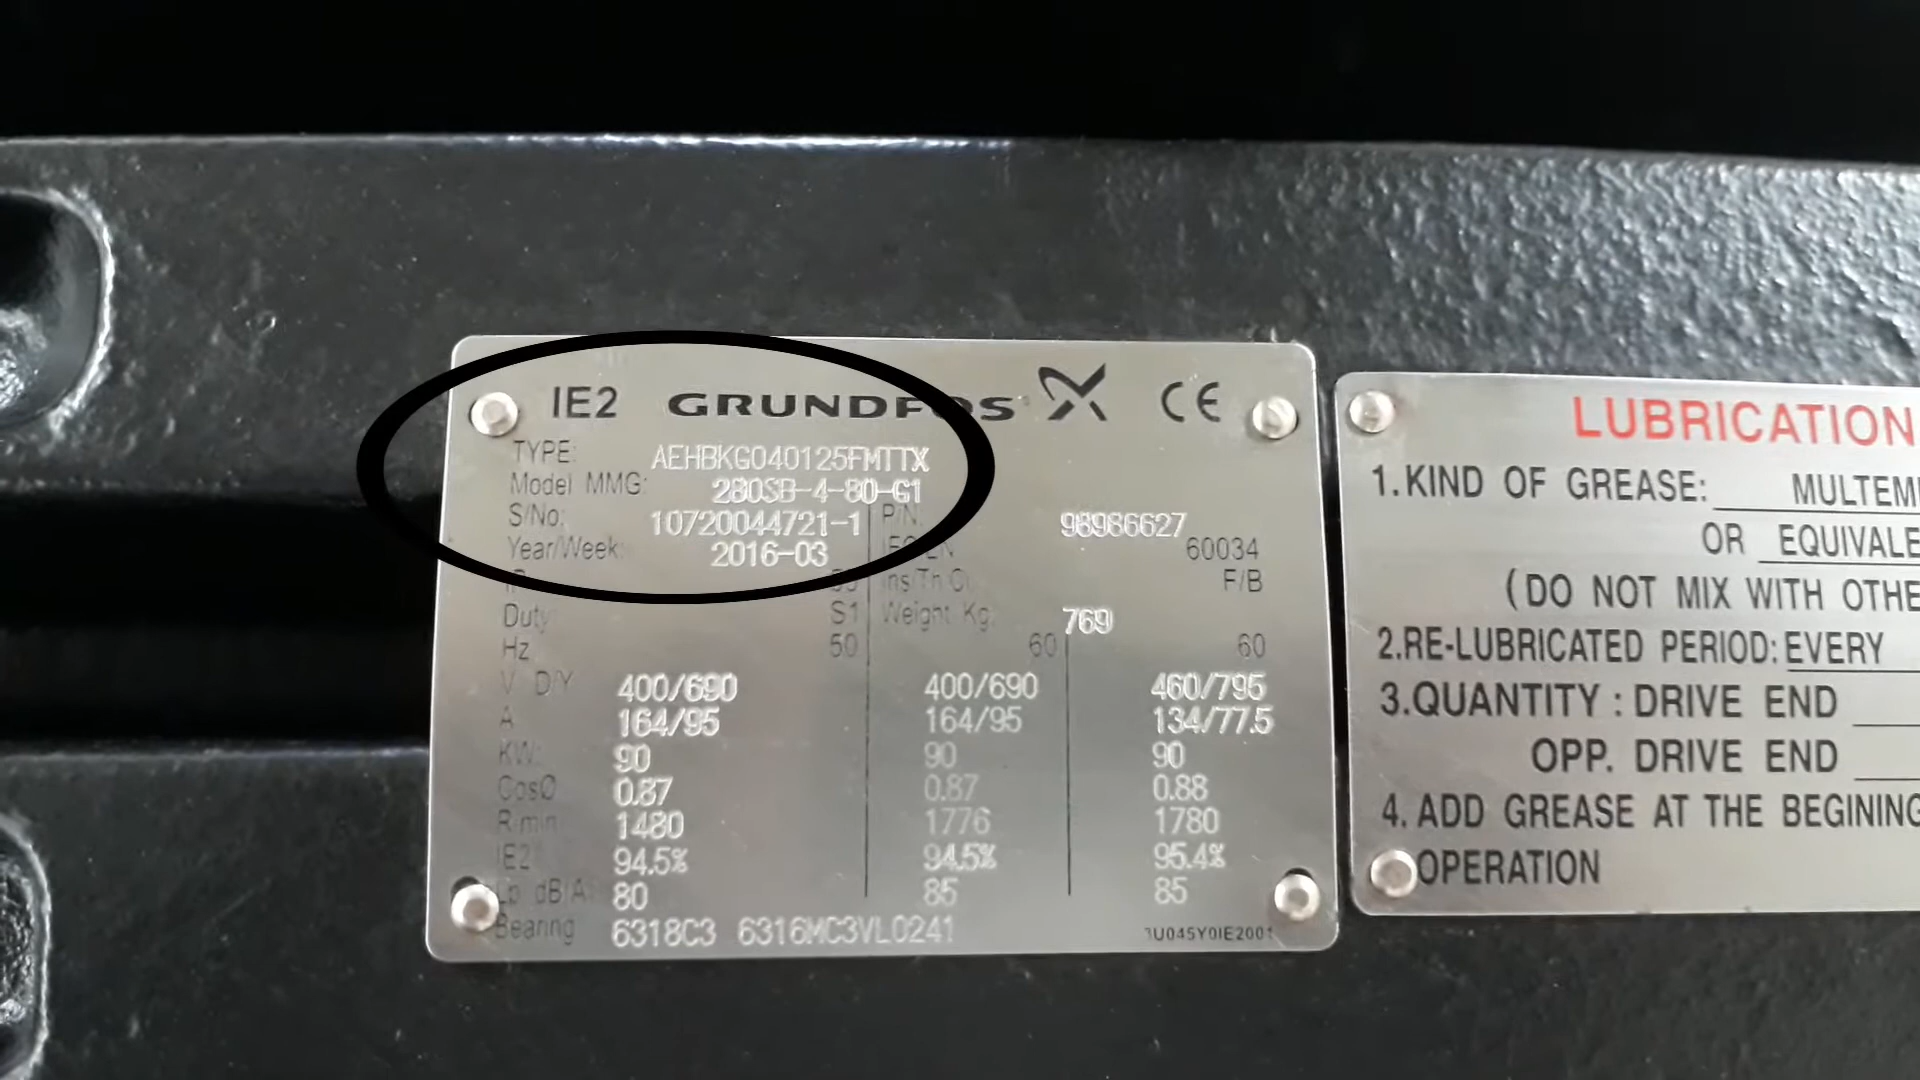 IE2 GRUNDFOS CE
TYPE: AEHBKG040125FMTTX
Model MMG: 280SB-4-80-G1
S/No: 10720044721-1 P/N. 98986627
Year/Week: 2016-03 IEC/EN 60034
IP 55 Ins/Th.Cl. F/B
Duty S1 Weight Kg. 769
Hz 50 60 60
V D/Y 400/690 400/690 460/795
A 164/95 164/95 134/77.5
KW: 90 90 90
CosØ 0.87 0.87 0.88
R/min 1480 1776 1780
IE2 94.5% 94.5% 95.4%
Lp dB(A) 80 85 85
Bearing 6318C3 6316MC3VL0241
LUBRICATION
1.KIND OF GREASE:
OR EQUIVALE
(DO NOT MIX WITH OTHE
2.RE-LUBRICATED PERIOD: EVERY
3.QUANTITY : DRIVE END
OPP. DRIVE END
4. ADD GREASE AT THE BEGINING
OPERATION